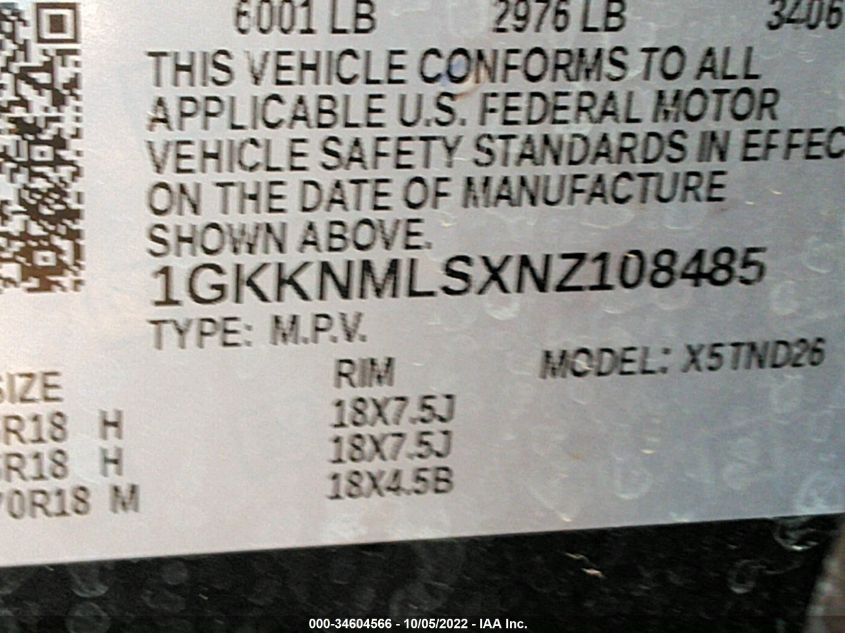 6001 LB 2976 LB 3406
THIS VEHICLE CONFORMS TO ALL
APPLICABLE U.S. FEDERAL MOTOR
VEHICLE SAFETY STANDARDS IN EFFEC
ON THE DATE OF MANUFACTURE
SHOWN ABOVE.
1GKKNMLSXNZ108485
TYPE: M.P.V.
SIZE RIM MODEL: X5TND26
R18 H 18X7.5J
R18 H 18X7.5J
70R18 M 18X4.5B
000-34604566 - 10/05/2022 - IAA Inc.